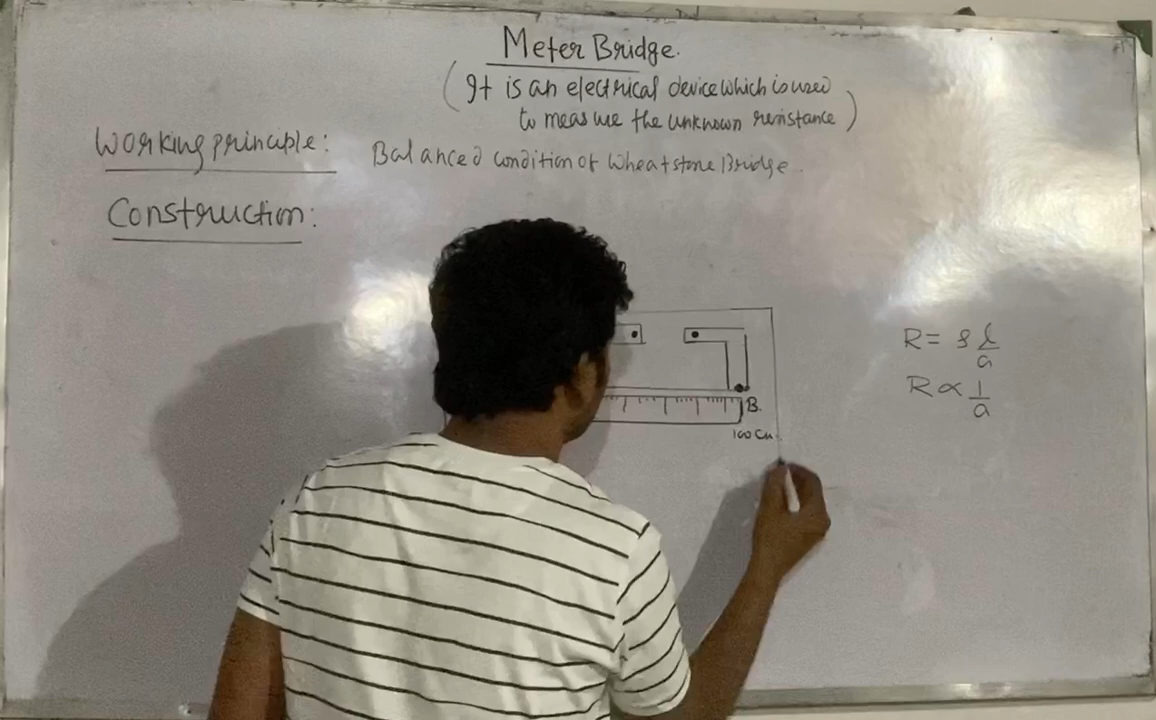 Meter Bridge.
(It is an electrical device which is used
to measure the unknown resistance)
Working principle: Balanced condition of Wheatstone Bridge.
Construction:
R = ρ l/a
R ∝ 1/a
B.
100 Cm